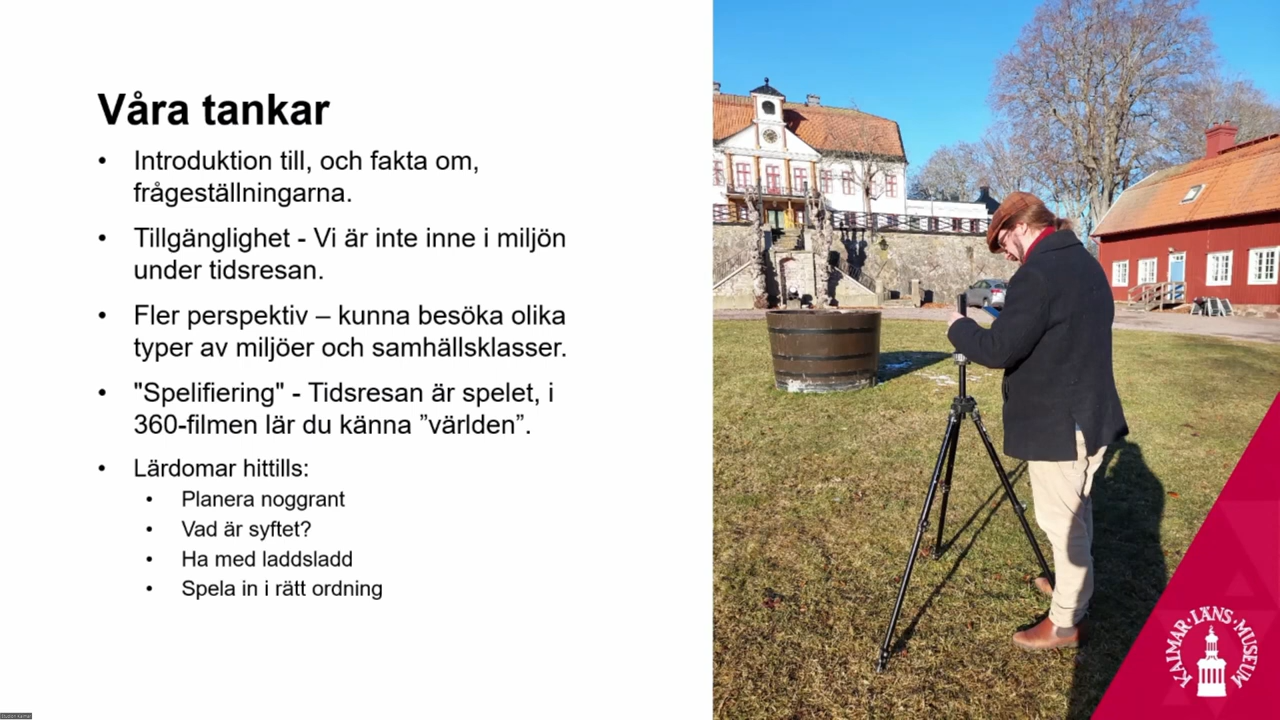 Våra tankar
• Introduktion till, och fakta om,
frågeställningarna.
• Tillgänglighet - Vi är inte inne i miljön
under tidsresan.
• Fler perspektiv – kunna besöka olika
typer av miljöer och samhällsklasser.
• "Spelifiering" - Tidsresan är spelet, i
360-filmen lär du känna ”världen”.
• Lärdomar hittills:
• Planera noggrant
• Vad är syftet?
• Ha med laddsladd
• Spela in i rätt ordning
KALMAR·LÄNS·MUSEUM